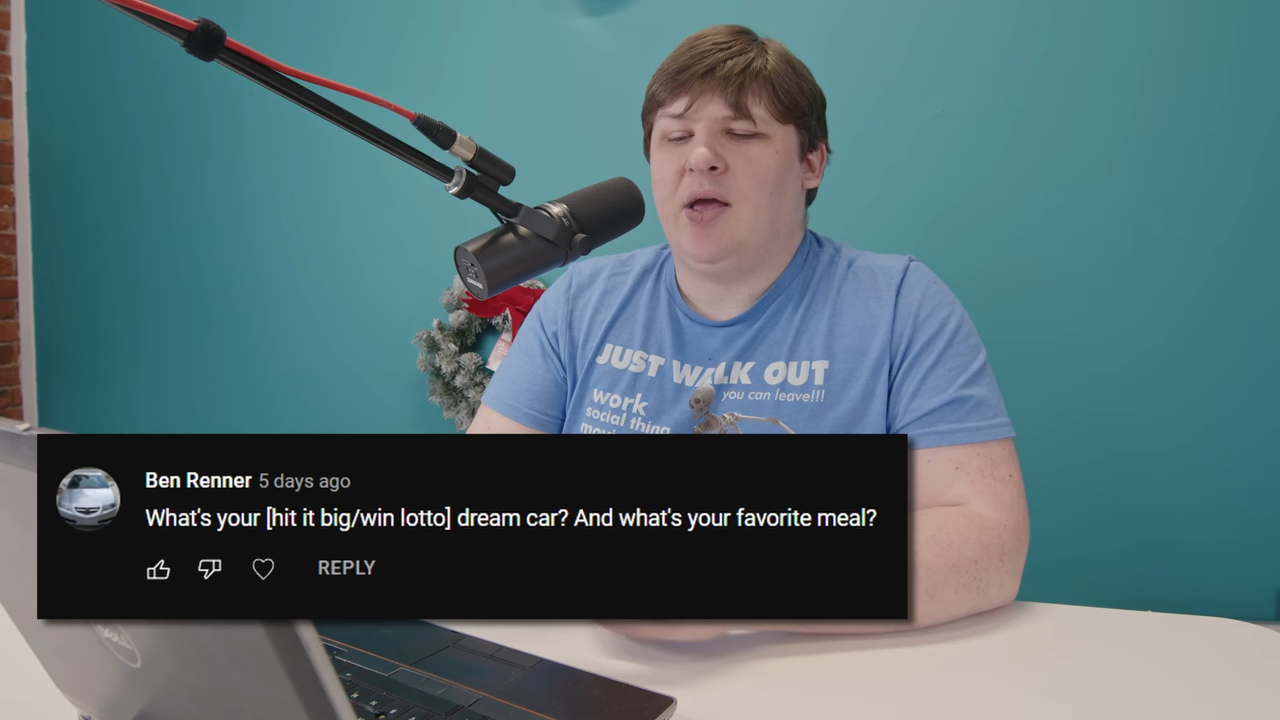 JUST WALK OUT
you can leave!!!
work
social thing
Ben Renner 5 days ago
What's your [hit it big/win lotto] dream car? And what's your favorite meal?
REPLY
DELL